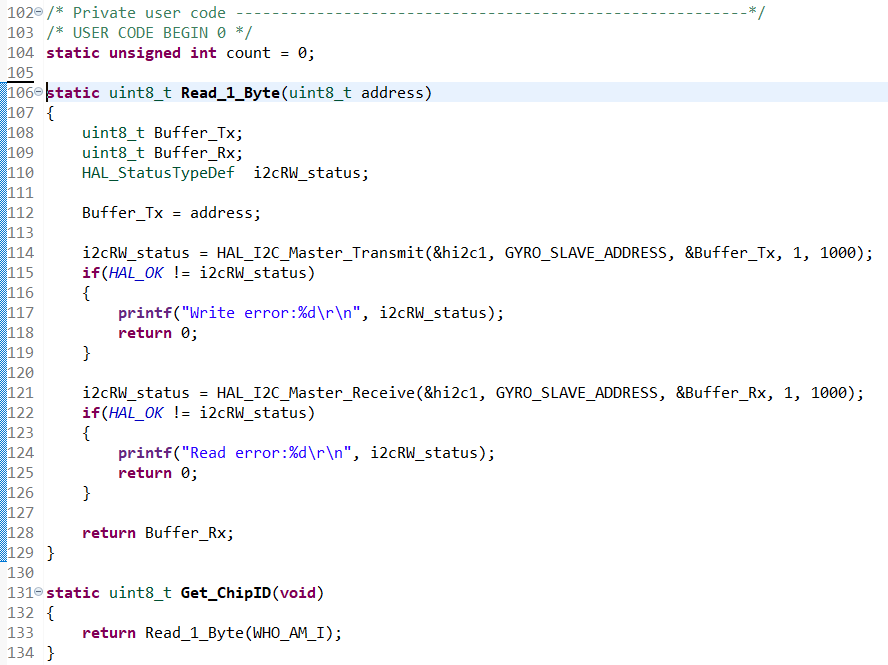 102 /* Private user code ---------------------------------------------------------*/
103 /* USER CODE BEGIN 0 */
104 static unsigned int count = 0;
105
106 static uint8_t Read_1_Byte(uint8_t address)
107 {
108     uint8_t Buffer_Tx;
109     uint8_t Buffer_Rx;
110     HAL_StatusTypeDef  i2cRW_status;
111
112     Buffer_Tx = address;
113
114     i2cRW_status = HAL_I2C_Master_Transmit(&hi2c1, GYRO_SLAVE_ADDRESS, &Buffer_Tx, 1, 1000);
115     if(HAL_OK != i2cRW_status)
116     {
117         printf("Write error:%d\r\n", i2cRW_status);
118         return 0;
119     }
120
121     i2cRW_status = HAL_I2C_Master_Receive(&hi2c1, GYRO_SLAVE_ADDRESS, &Buffer_Rx, 1, 1000);
122     if(HAL_OK != i2cRW_status)
123     {
124         printf("Read error:%d\r\n", i2cRW_status);
125         return 0;
126     }
127
128     return Buffer_Rx;
129 }
130
131 static uint8_t Get_ChipID(void)
132 {
133     return Read_1_Byte(WHO_AM_I);
134 }